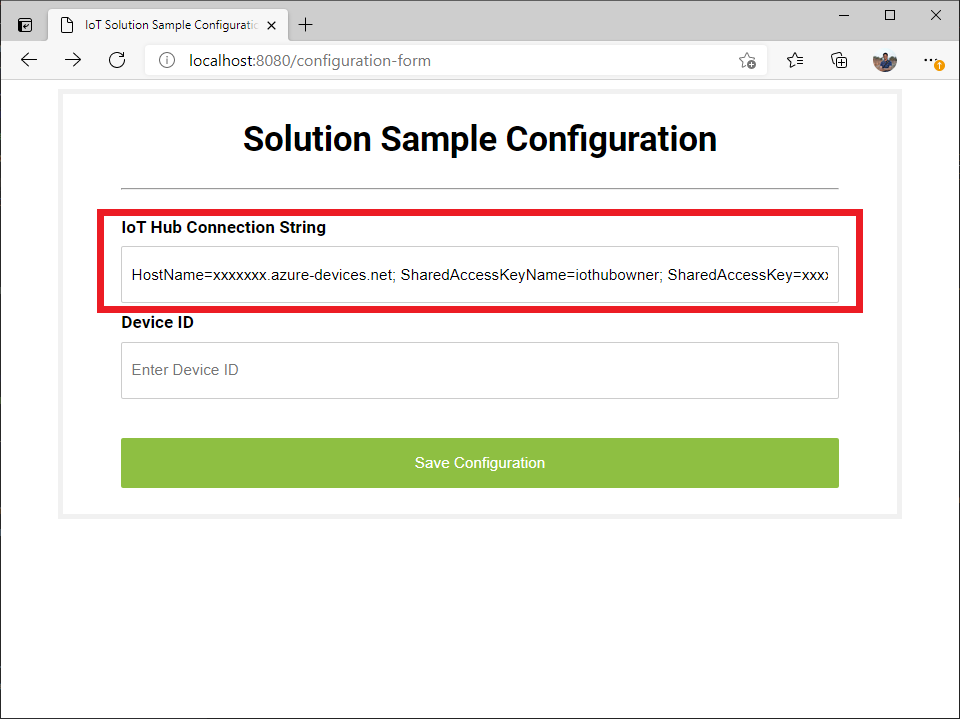 IoT Solution Sample Configuratic
localhost:8080/configuration-form
Solution Sample Configuration
IoT Hub Connection String
HostName=xxxxxxx.azure-devices.net; SharedAccessKeyName=iothubowner; SharedAccessKey=xxxx
Device ID
Enter Device ID
Save Configuration